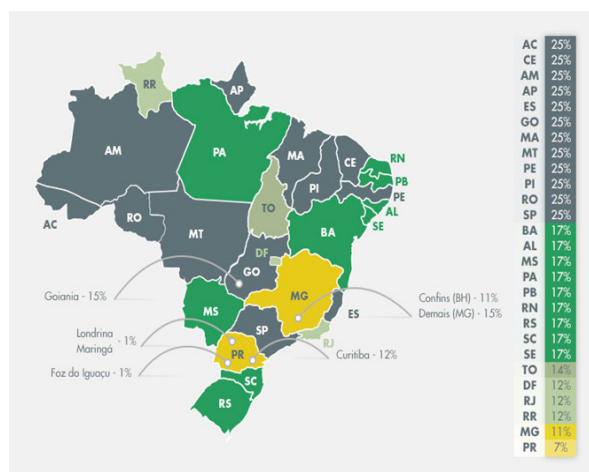 RR
AP
AM
PA
MA
CE
RN
PB
PE
AL
SE
PI
AC
RO
TO
MT
BA
DF
GO
Goiania - 15%
MG
Confins (BH) - 11%
Demais (MG) - 15%
MS
ES
SP
RJ
Londrina
Maringá - 1%
PR
Curitiba - 12%
Foz do Iguaçu - 1%
SC
RS
AC 25%
CE 25%
AM 25%
AP 25%
ES 25%
GO 25%
MA 25%
MT 25%
PE 25%
PI 25%
RO 25%
SP 25%
BA 17%
AL 17%
MS 17%
PA 17%
PB 17%
RN 17%
RS 17%
SC 17%
SE 17%
TO 14%
DF 12%
RJ 12%
RR 12%
MG 11%
PR 7%